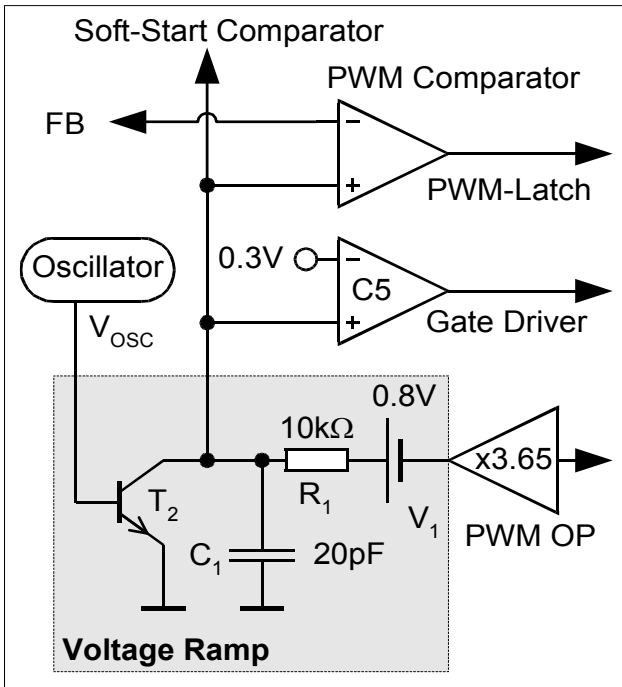 Soft-Start Comparator
PWM Comparator
FB
−
+
PWM-Latch
Oscillator
0.3V
−
C5
+
Gate Driver
VOSC
0.8V
10kΩ
x3.65
T2
R1
V1
PWM OP
C1
20pF
Voltage Ramp